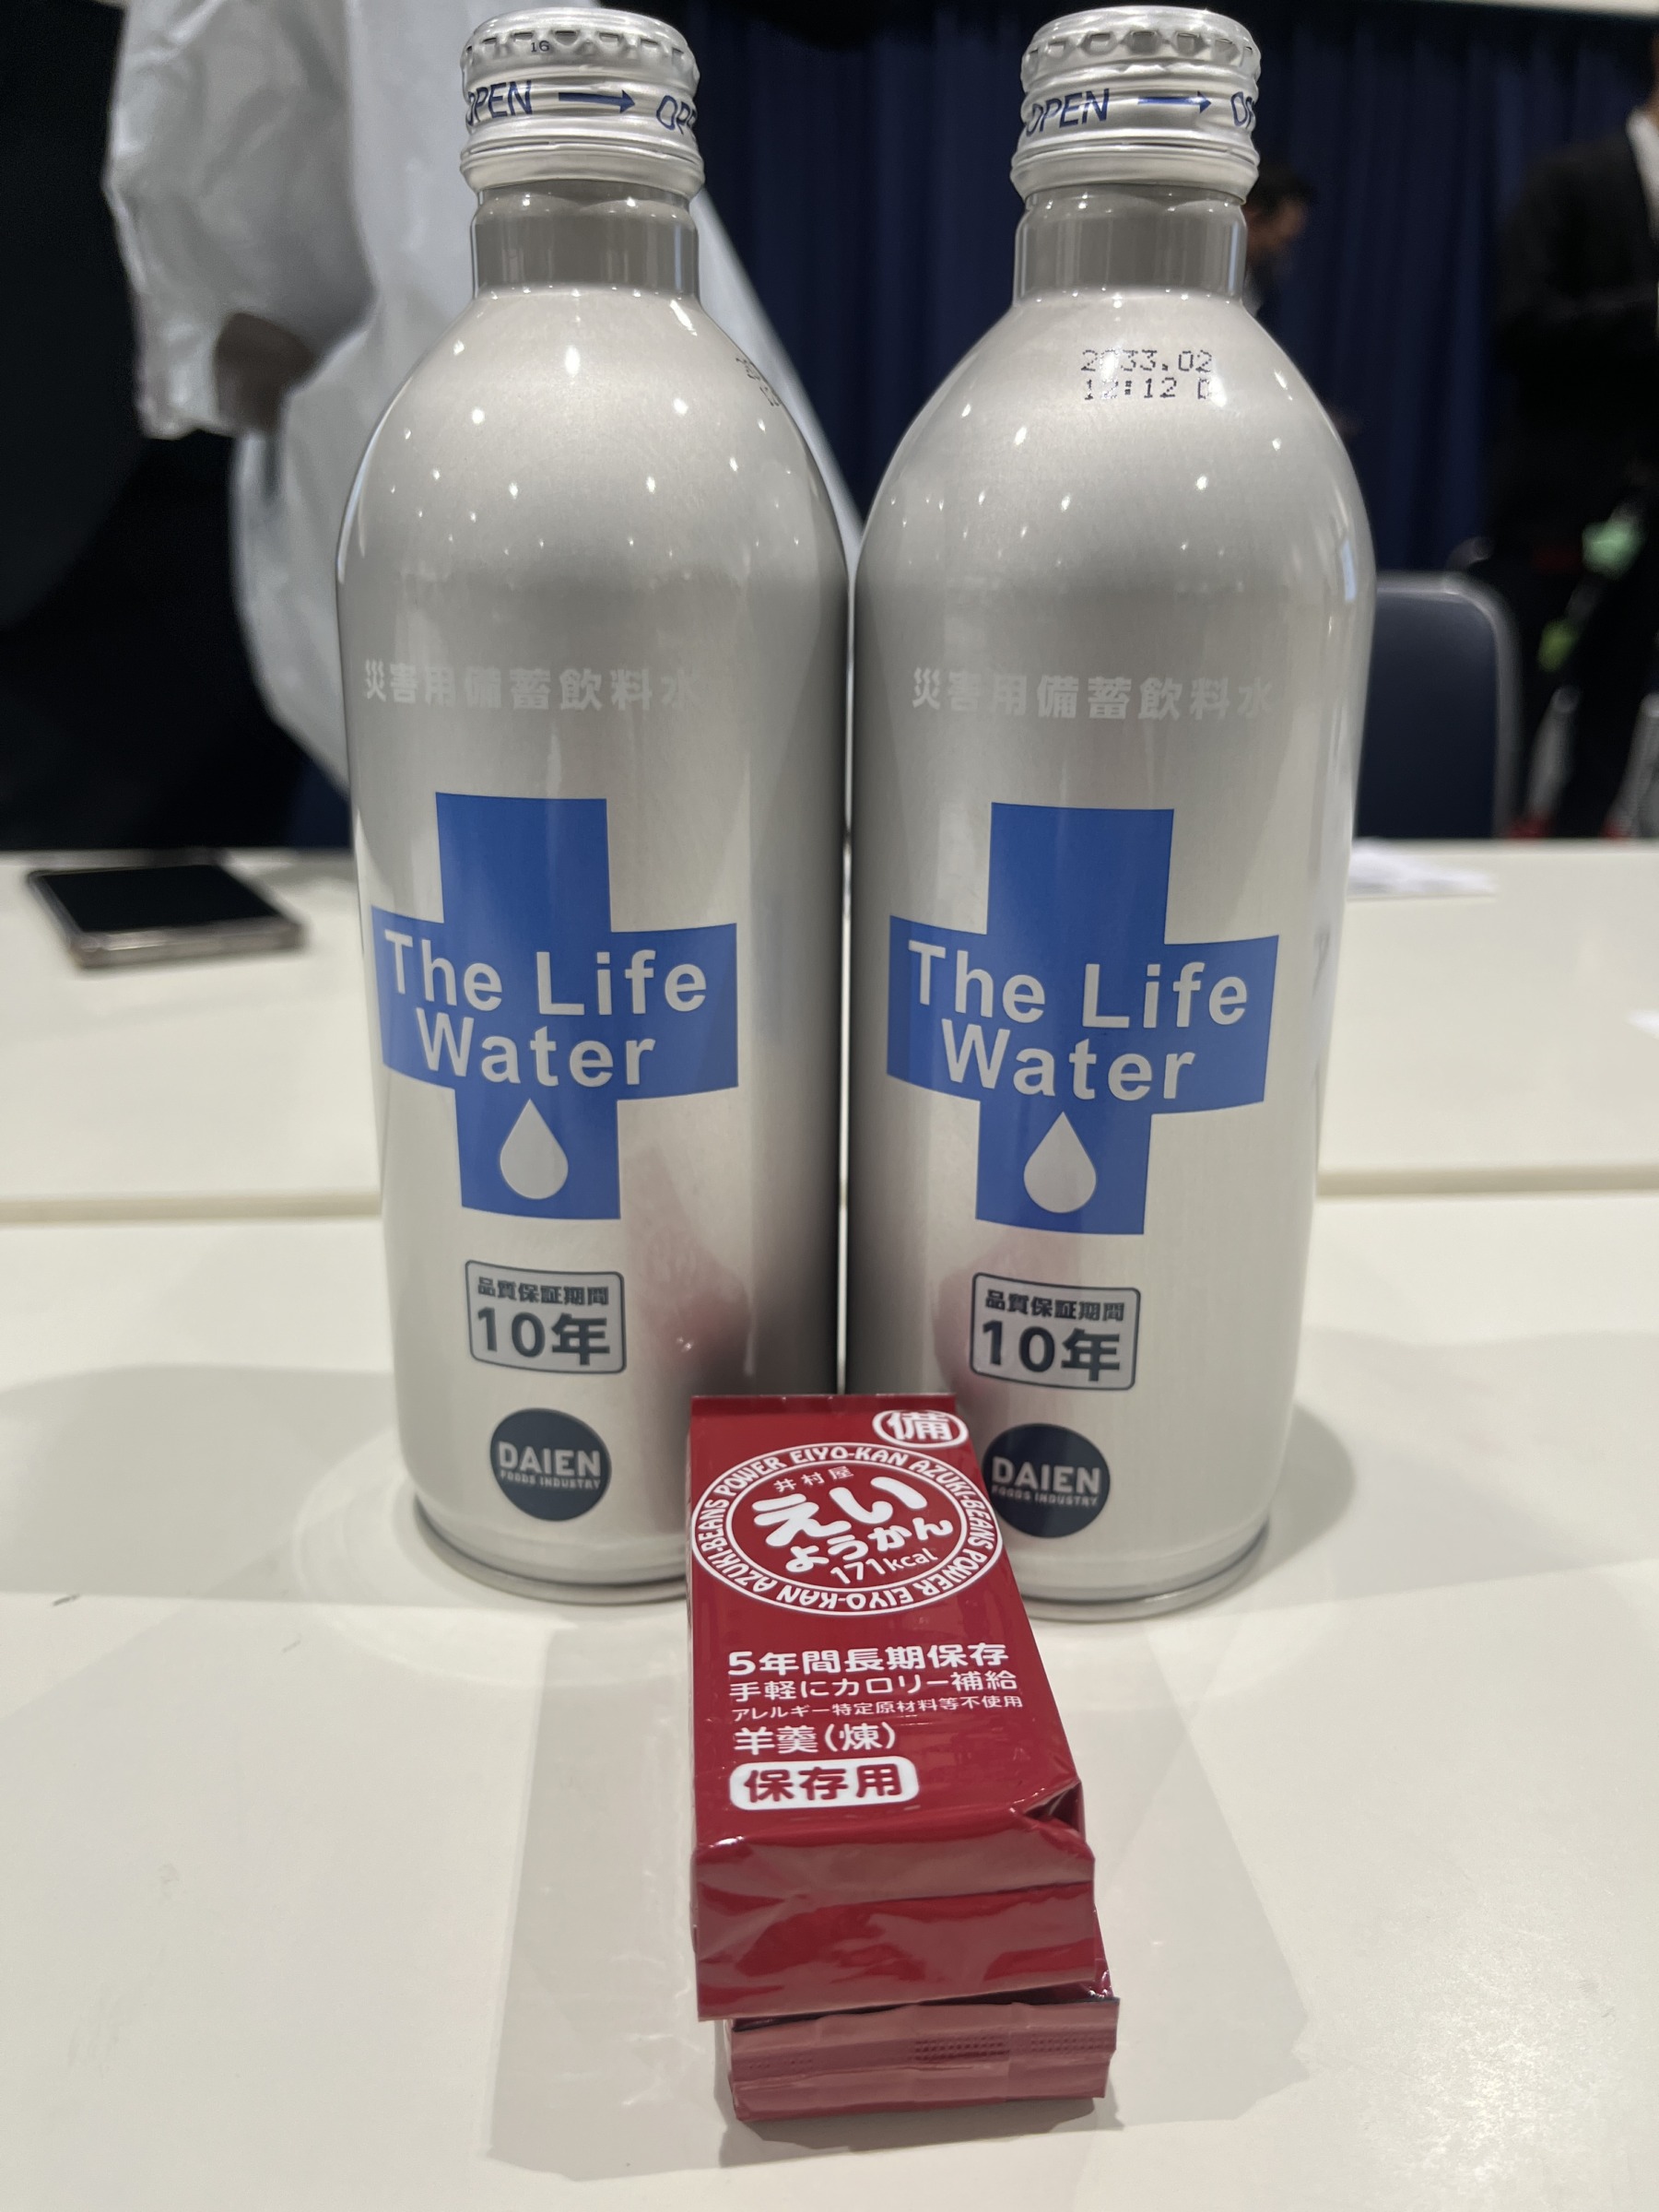 16
OPEN → OP
災害用備蓄飲料水
The Life
Water
品質保証期間
10年
DAIEN
FOODS INDUSTRY
OPEN → OP
2033.02
12:12 D
災害用備蓄飲料水
The Life
Water
品質保証期間
10年
DAIEN
FOODS INDUSTRY
備
AZUKI-BEANS POWER EIYO-KAN AZUKI-BEANS POWER EIYO-KAN
井村屋
えい
ようかん
171kcal
5年間長期保存
手軽にカロリー補給
アレルギー特定原材料等不使用
羊羹(煉)
保存用